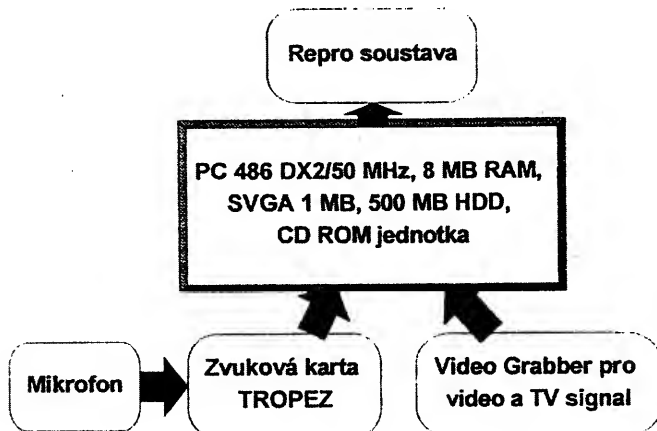 Repro soustava
PC 486 DX2/50 MHz, 8 MB RAM,
SVGA 1 MB, 500 MB HDD,
CD ROM jednotka
Mikrofon
Zvuková karta
TROPEZ
Video Grabber pro
video a TV signal